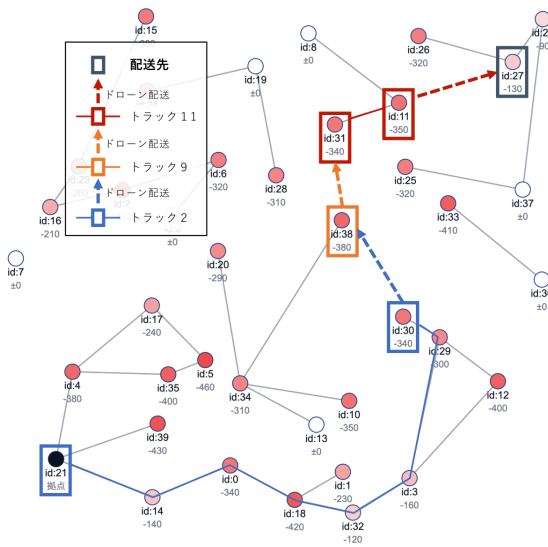 id:15
id:8
±0
id:26
-320
id:27
-130
-90
id:19
±0
配送先
ドローン配送
トラック11
ドローン配送
トラック9
ドローン配送
トラック2
id:11
-350
id:31
-340
id:6
-320
id:28
-310
id:25
-320
id:33
-410
id:37
±0
id:16
-210
±0
id:38
-380
id:7
±0
id:20
-290
±0
id:17
-240
id:30
-340
id:29
-300
id:4
-380
id:35
-400
id:5
-460
id:34
-310
id:10
-350
id:12
-400
id:13
±0
id:39
-430
id:21
拠点
id:14
-140
id:0
-340
id:1
-230
id:18
-420
id:32
-120
id:3
-160